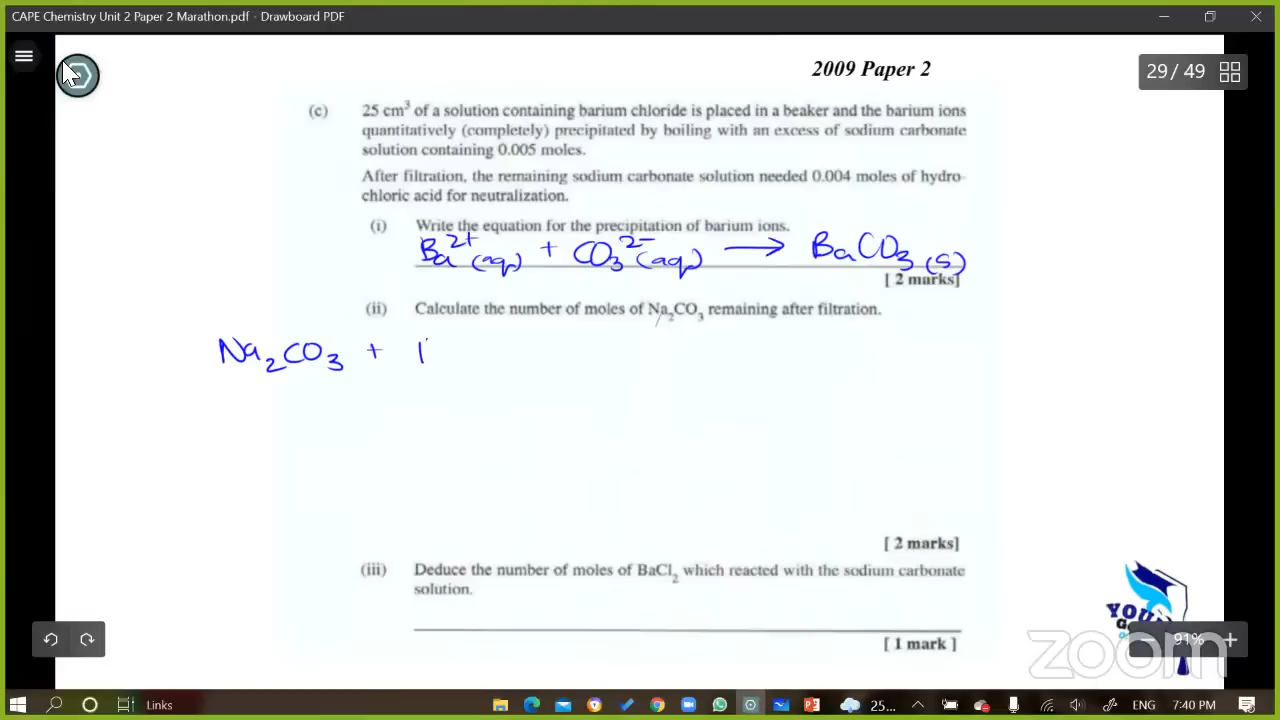 CAPE Chemistry Unit 2 Paper 2 Marathon.pdf - Drawboard PDF
2009 Paper 2
29 / 49
(c) 25 cm³ of a solution containing barium chloride is placed in a beaker and the barium ions
quantitatively (completely) precipitated by boiling with an excess of sodium carbonate
solution containing 0.005 moles.
After filtration, the remaining sodium carbonate solution needed 0.004 moles of hydro-
chloric acid for neutralization.
(i) Write the equation for the precipitation of barium ions.
Ba²⁺(aq) + CO₃²⁻(aq) → BaCO₃(s)
[ 2 marks]
(ii) Calculate the number of moles of Na₂CO₃ remaining after filtration.
Na₂CO₃ +
[ 2 marks]
(iii) Deduce the number of moles of BaCl₂ which reacted with the sodium carbonate
solution.
[ 1 mark ]
zoom
91%
Links
25...
ENG
7:40 PM